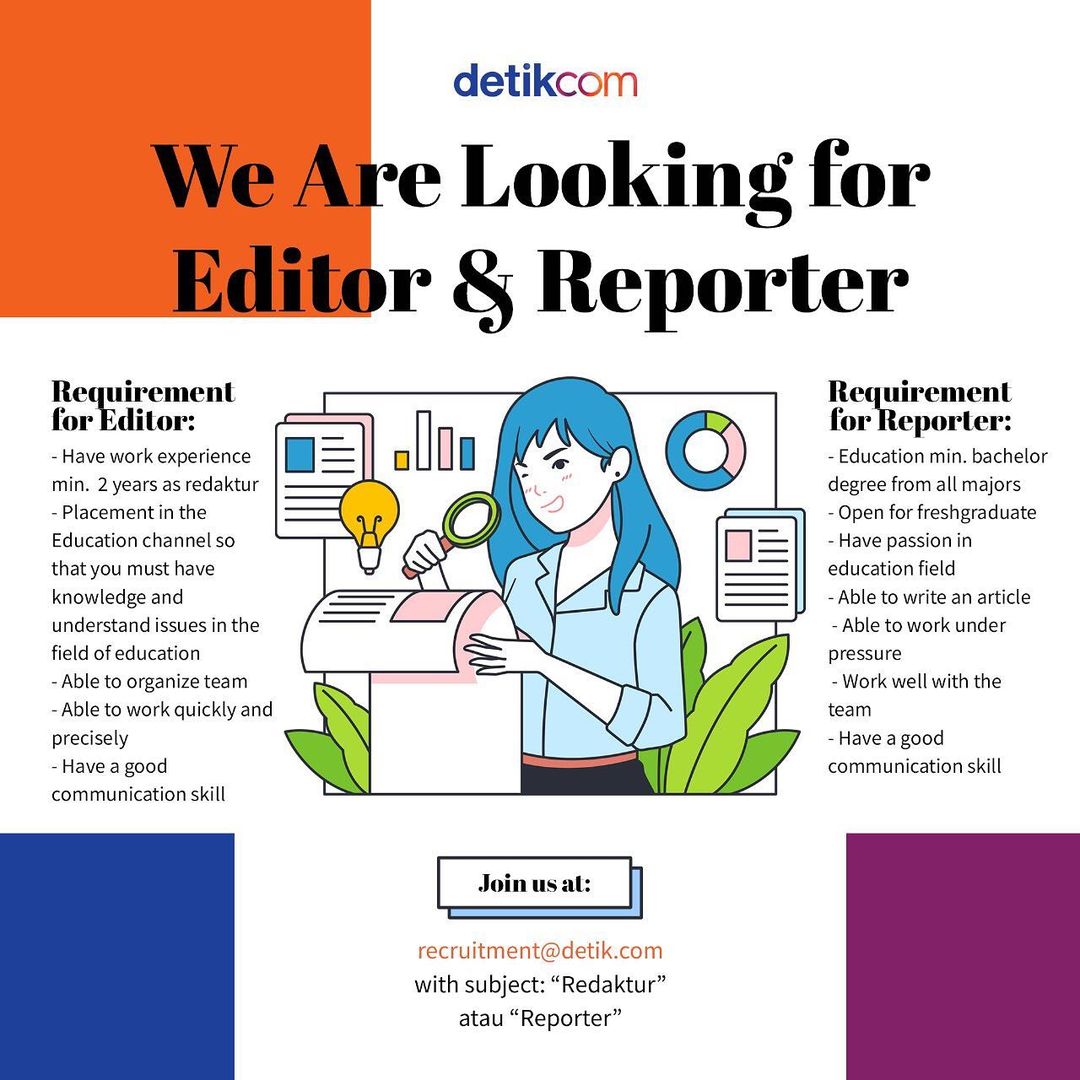 detikcom
We Are Looking for
Editor & Reporter
Requirement
for Editor:
- Have work experience
min. 2 years as redaktur
- Placement in the
Education channel so
that you must have
knowledge and
understand issues in the
field of education
- Able to organize team
- Able to work quickly and
precisely
- Have a good
communication skill
Requirement
for Reporter:
- Education min. bachelor
degree from all majors
- Open for freshgraduate
- Have passion in
education field
- Able to write an article
- Able to work under
pressure
- Work well with the
team
- Have a good
communication skill
Join us at:
recruitment@detik.com
with subject: “Redaktur”
atau “Reporter”